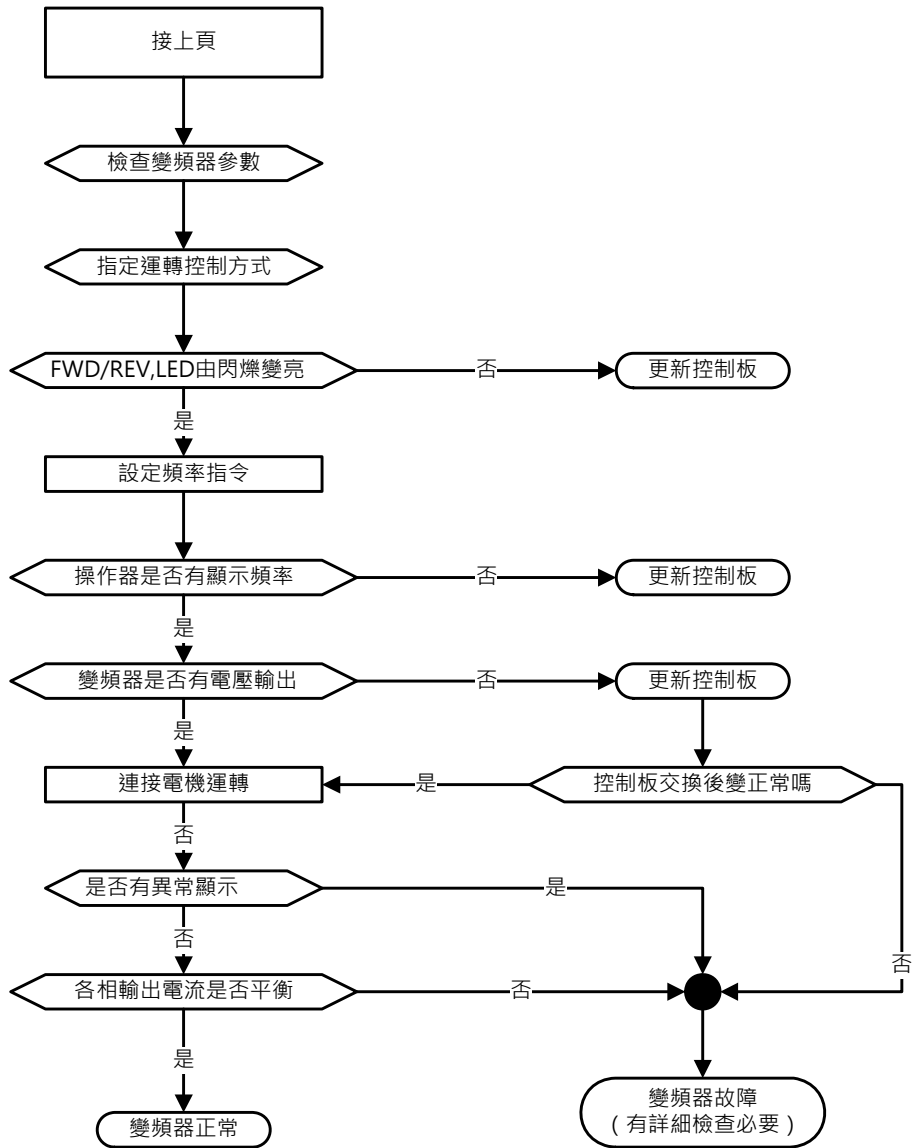 接上頁
檢查變頻器參數
指定運轉控制方式
FWD/REV,LED由閃爍變亮
否
更新控制板
是
設定頻率指令
操作器是否有顯示頻率
否
更新控制板
是
變頻器是否有電壓輸出
否
更新控制板
是
連接電機運轉
是
控制板交換後變正常嗎
否
是否有異常顯示
是
否
否
各相輸出電流是否平衡
否
是
變頻器正常
變頻器故障
(有詳細檢查必要)